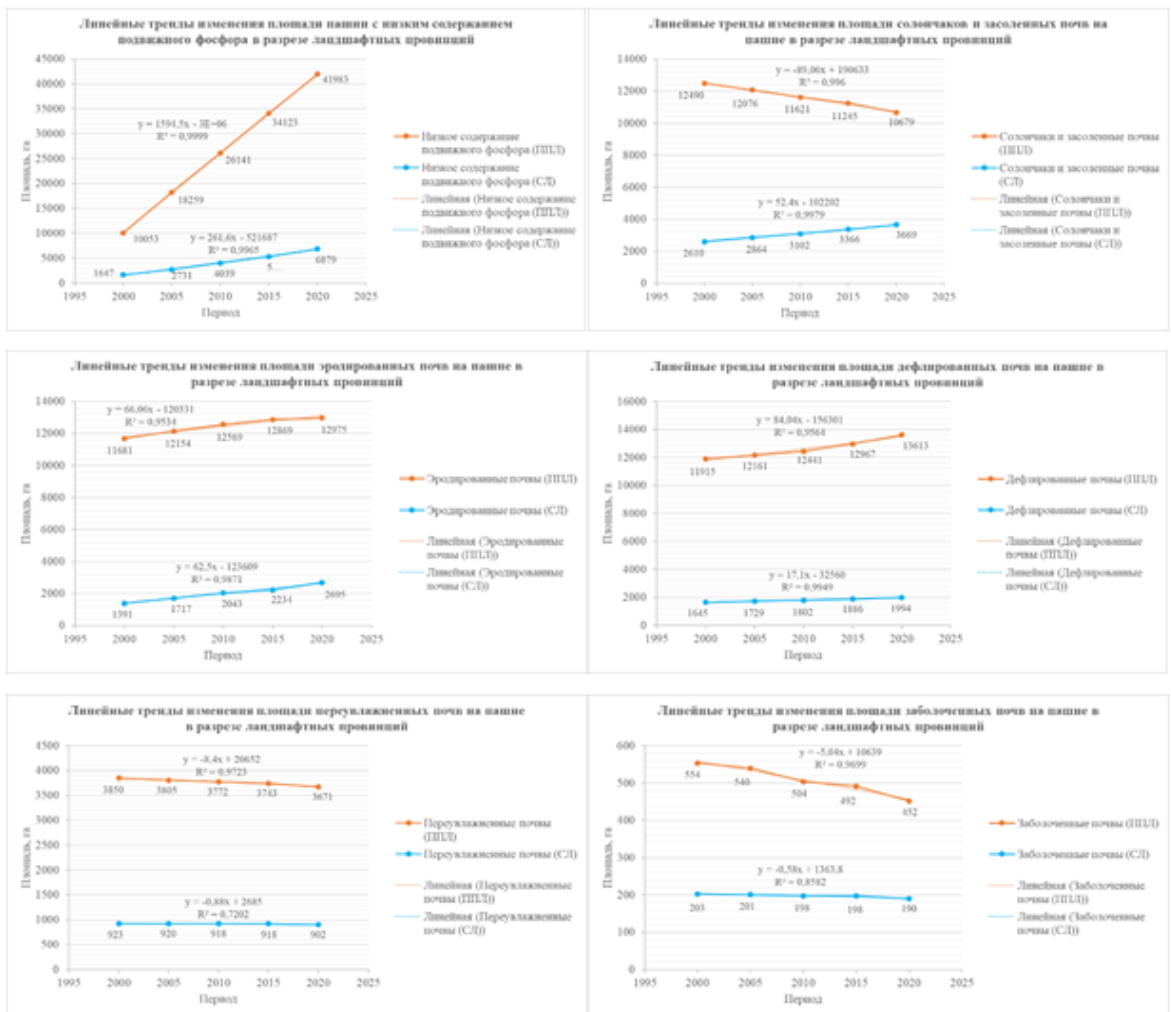 Линейные тренды изменения площади пашни с низким содержанием
подвижного фосфора в разрезе ландшафтных провинций
45000
40000
35000
30000
25000
20000
15000
10000
5000
0
Площадь, га
y = 1594,5x - 3E+06
R² = 0,9999
10053
18259
26141
34123
41983
y = 261,6x - 521687
R² = 0,9965
1647
2731
4039
5...
6879
1995 2000 2005 2010 2015 2020 2025
Период
Низкое содержание
подвижного фосфора (ППЛ)
Низкое содержание
подвижного фосфора (СЛ)
Линейная (Низкое содержание
подвижного фосфора (ППЛ))
Линейная (Низкое содержание
подвижного фосфора (СЛ))
Линейные тренды изменения площади солончаков и засоленных почв на
пашне в разрезе ландшафтных провинций
14000
12000
10000
8000
6000
4000
2000
0
Площадь, га
y = -89,06x + 190633
R² = 0,996
12490
12076
11621
11245
10679
y = 52,4x - 102202
R² = 0,9979
2610
2864
3102
3366
3669
1995 2000 2005 2010 2015 2020 2025
Период
Солончаки и засоленные почвы
(ППЛ)
Солончаки и засоленные почвы
(СЛ)
Линейная (Солончаки и
засоленные почвы (ППЛ))
Линейная (Солончаки и
засоленные почвы (СЛ))
Линейные тренды изменения площади эродированных почв на пашне в
разрезе ландшафтных провинций
14000
12000
10000
8000
6000
4000
2000
0
Площадь, га
y = 66,06x - 120331
R² = 0,9534
11681
12154
12569
12869
12975
y = 62,5x - 123609
R² = 0,9871
1391
1717
2043
2234
2695
1995 2000 2005 2010 2015 2020 2025
Период
Эродированные почвы (ППЛ)
Эродированные почвы (СЛ)
Линейная (Эродированные
почвы (ППЛ))
Линейная (Эродированные
почвы (СЛ))
Линейные тренды изменения площади дефлированных почв на пашне в
разрезе ландшафтных провинций
16000
14000
12000
10000
8000
6000
4000
2000
0
Площадь, га
y = 84,04x - 156301
R² = 0,9564
11915
12161
12441
12967
13613
y = 17,1x - 32560
R² = 0,9949
1645
1729
1802
1886
1994
1995 2000 2005 2010 2015 2020 2025
Период
Дефлированные почвы (ППЛ)
Дефлированные почвы (СЛ)
Линейная (Дефлированные
почвы (ППЛ))
Линейная (Дефлированные
почвы (СЛ))
Линейные тренды изменения площади переувлажненных почв на пашне
в разрезе ландшафтных провинций
4500
4000
3500
3000
2500
2000
1500
1000
500
0
Площадь, га
y = -8,4x + 20652
R² = 0,9723
3850
3805
3772
3743
3671
y = -0,88x + 2685
R² = 0,7202
923
920
918
918
902
1995 2000 2005 2010 2015 2020 2025
Период
Переувлажненные почвы
(ППЛ)
Переувлажненные почвы (СЛ)
Линейная (Переувлажненные
почвы (ППЛ))
Линейная (Переувлажненные
почвы (СЛ))
Линейные тренды изменения площади заболоченных почв на пашне в
разрезе ландшафтных провинций
600
500
400
300
200
100
0
Площадь, га
y = -5,04x + 10639
R² = 0,9699
554
540
504
492
452
y = -0,58x + 1363,8
R² = 0,8582
203
201
198
198
190
1995 2000 2005 2010 2015 2020 2025
Период
Заболоченные почвы (ППЛ)
Заболоченные почвы (СЛ)
Линейная (Заболоченные
почвы (ППЛ))
Линейная (Заболоченные
почвы (СЛ))